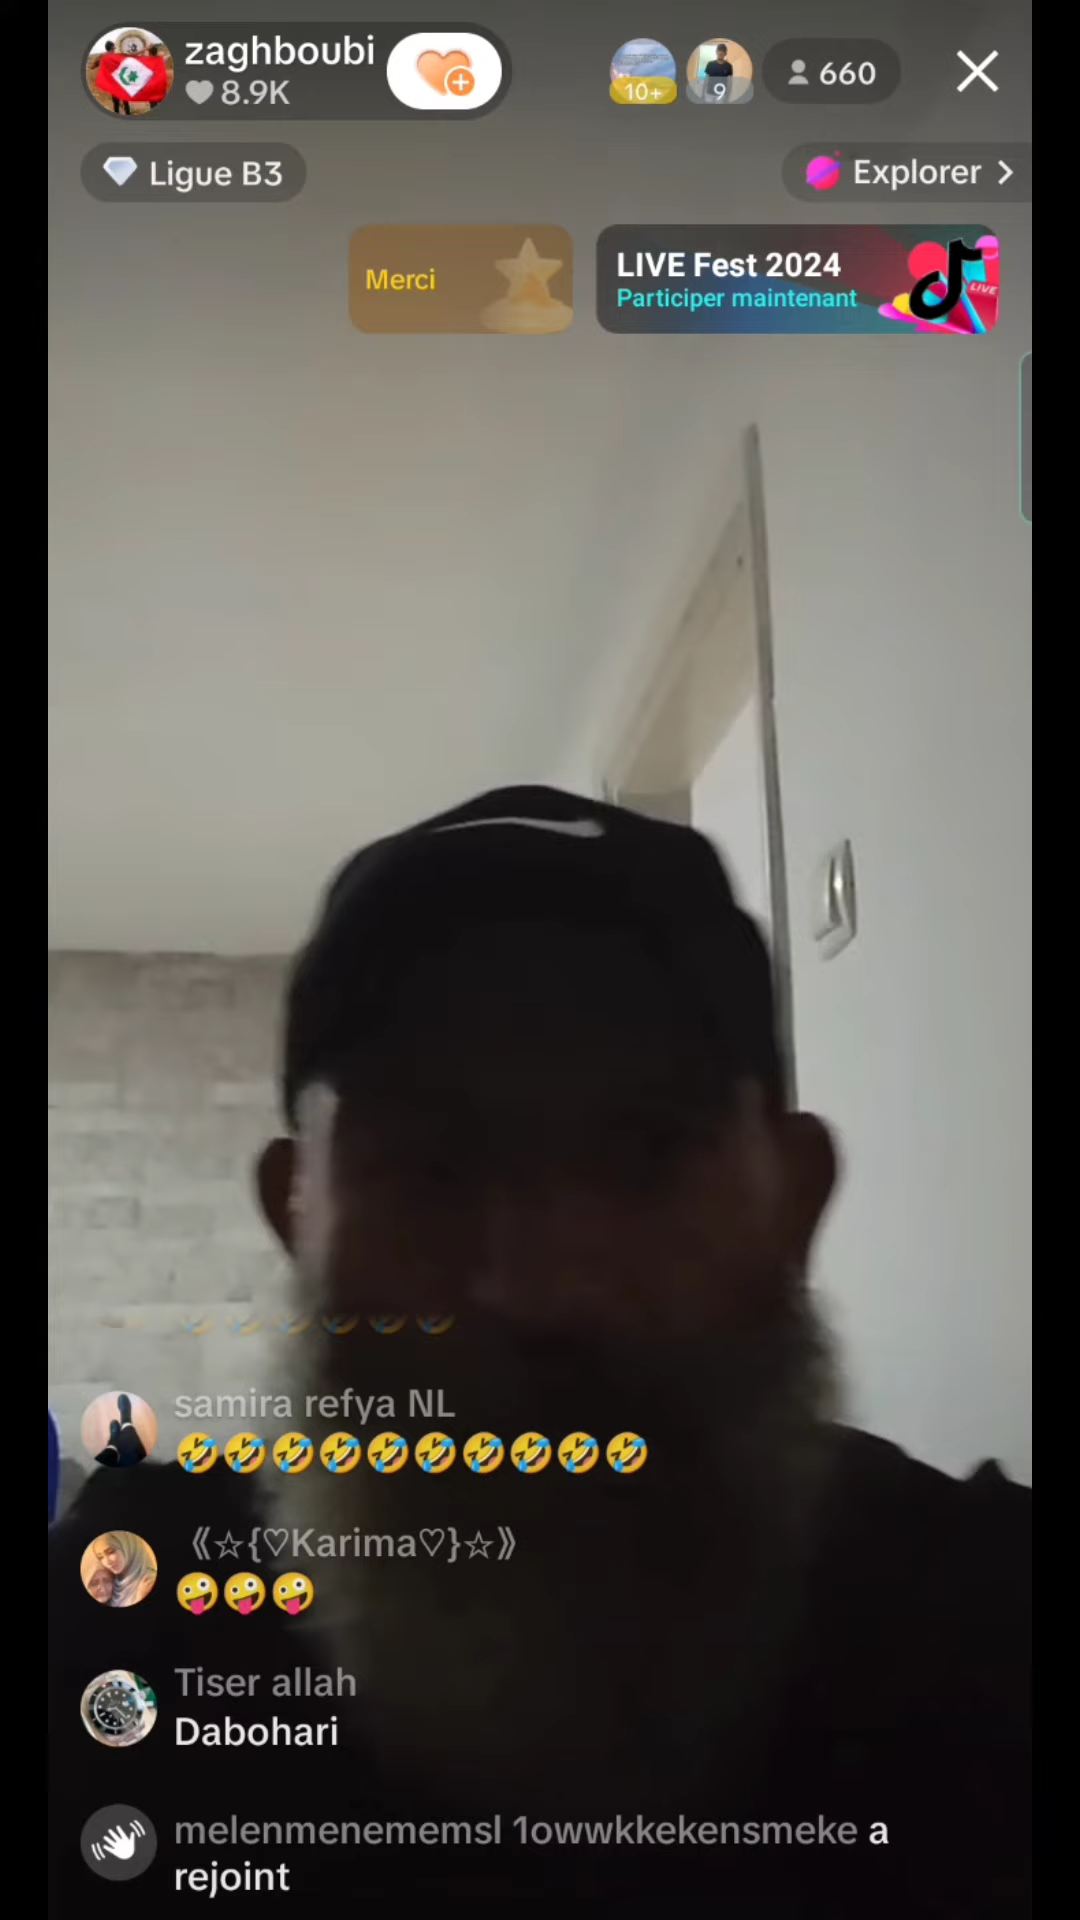 zaghboubi
8.9K
10+
9
660
Ligue B3
Explorer
Merci
LIVE Fest 2024
Participer maintenant
LIVE
🤣🤣🤣🤣🤣🤣
samira refya NL
🤣🤣🤣🤣🤣🤣🤣🤣🤣🤣
《☆{♡Karima♡}☆》
🤪🤪🤪
Tiser allah
Dabohari
melenmenememsl 1owwkkekensmeke a
rejoint